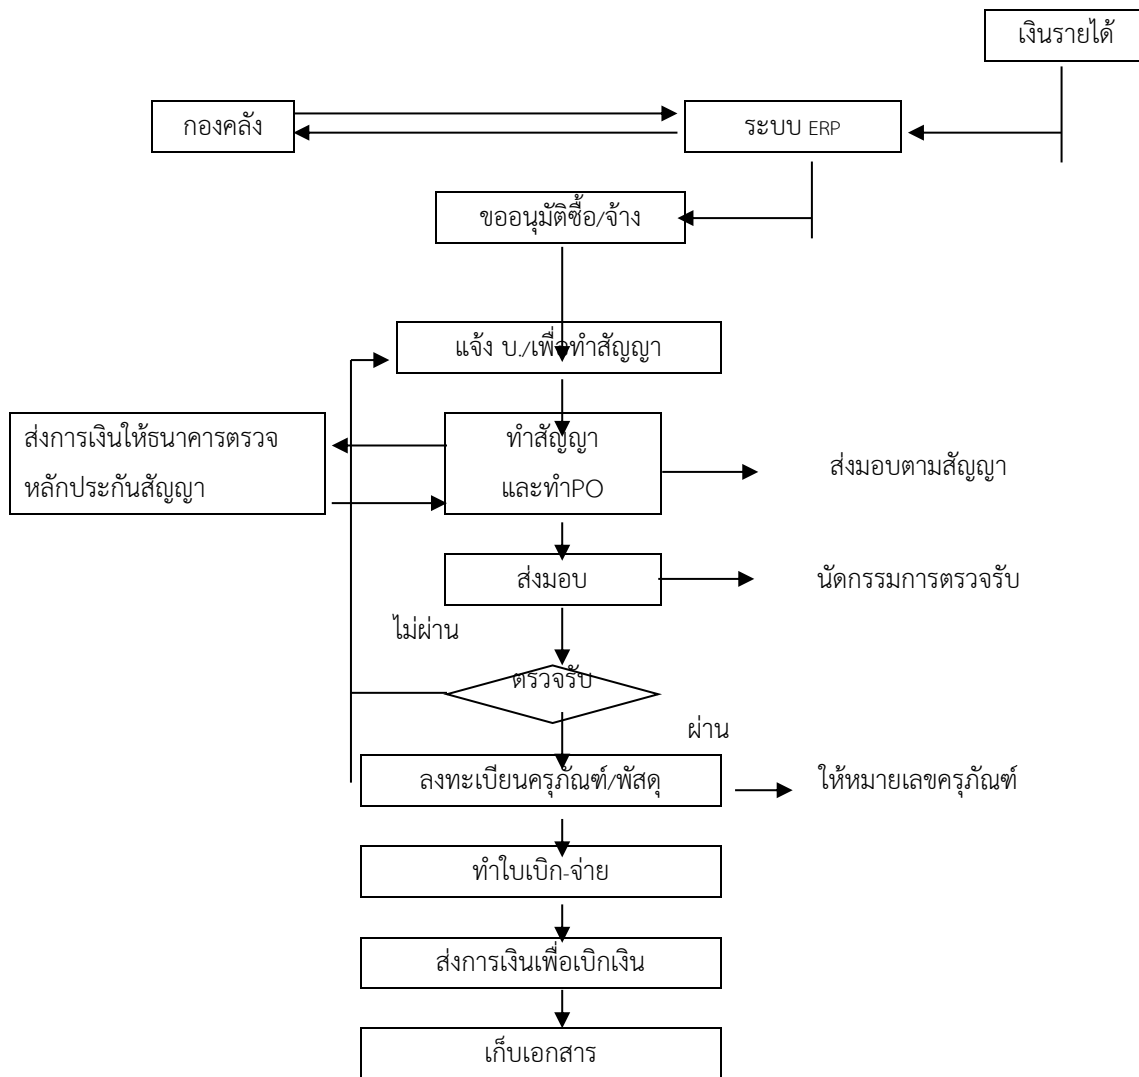 เงินรายได้
กองคลัง
ระบบ ERP
ขออนุมัติซื้อ/จ้าง
แจ้ง บ./เพื่อทำสัญญา
ส่งการเงินให้ธนาคารตรวจ
หลักประกันสัญญา
ทำสัญญา
และทำPO
ส่งมอบตามสัญญา
ส่งมอบ
นัดกรรมการตรวจรับ
ไม่ผ่าน
ตรวจรับ
ผ่าน
ลงทะเบียนครุภัณฑ์/พัสดุ
ให้หมายเลขครุภัณฑ์
ทำใบเบิก-จ่าย
ส่งการเงินเพื่อเบิกเงิน
เก็บเอกสาร